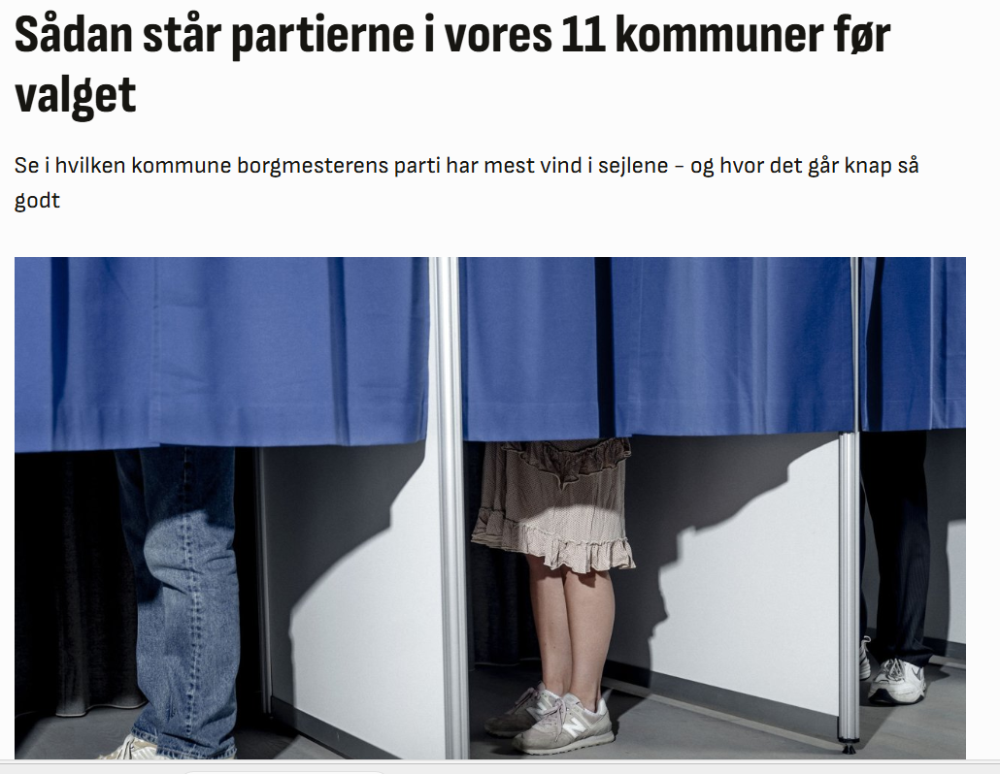 Sådan står partierne i vores 11 kommuner før
valget
Se i hvilken kommune borgmesterens parti har mest vind i sejlene - og hvor det går knap så
godt
N